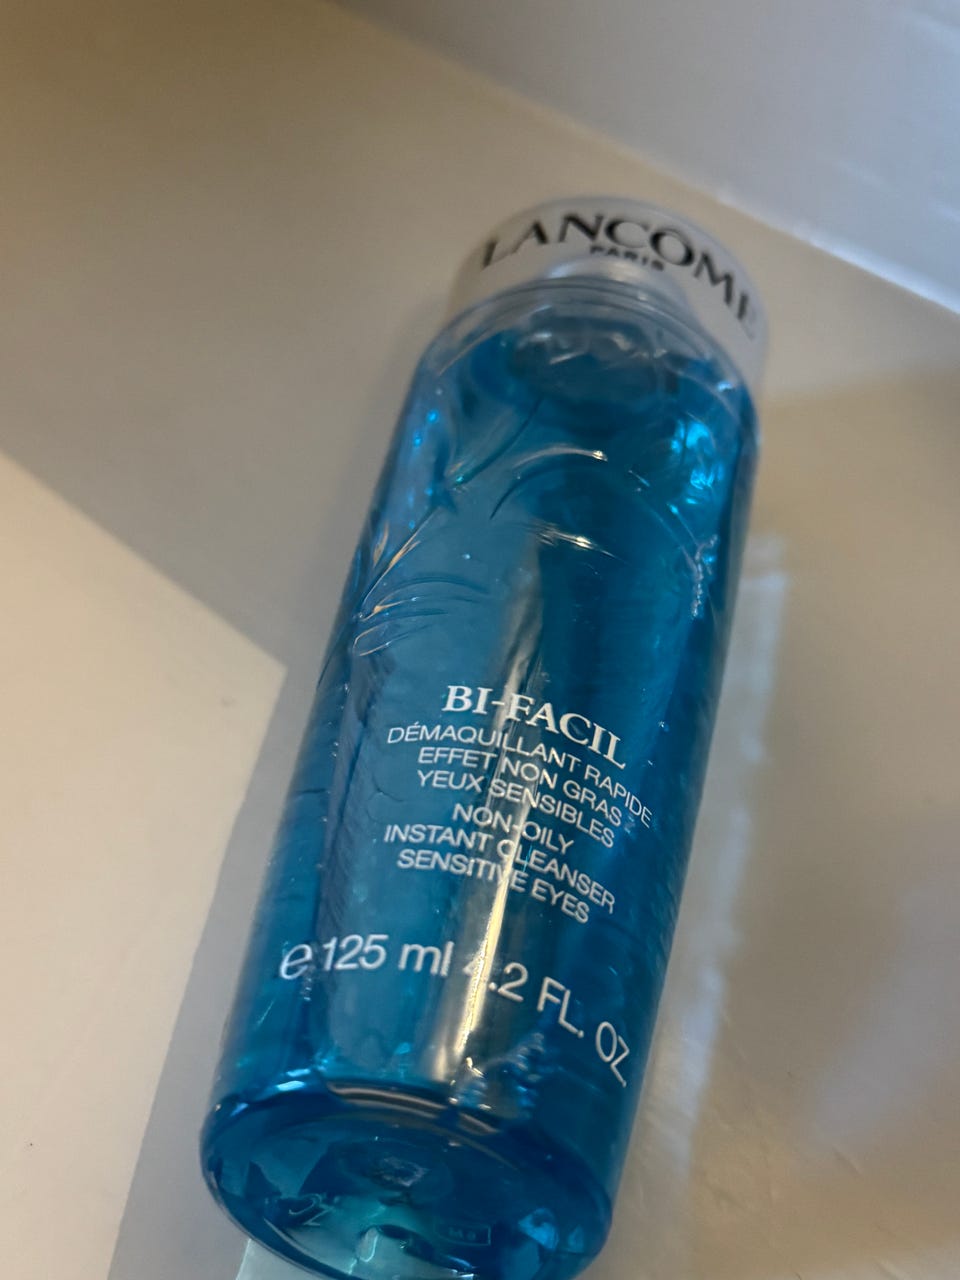 LANCÔME
PARIS
BI-FACIL
DÉMAQUILLANT RAPIDE
EFFET NON GRAS
YEUX SENSIBLES
NON-OILY
INSTANT CLEANSER
SENSITIVE EYES
℮ 125 ml 4.2 FL. OZ